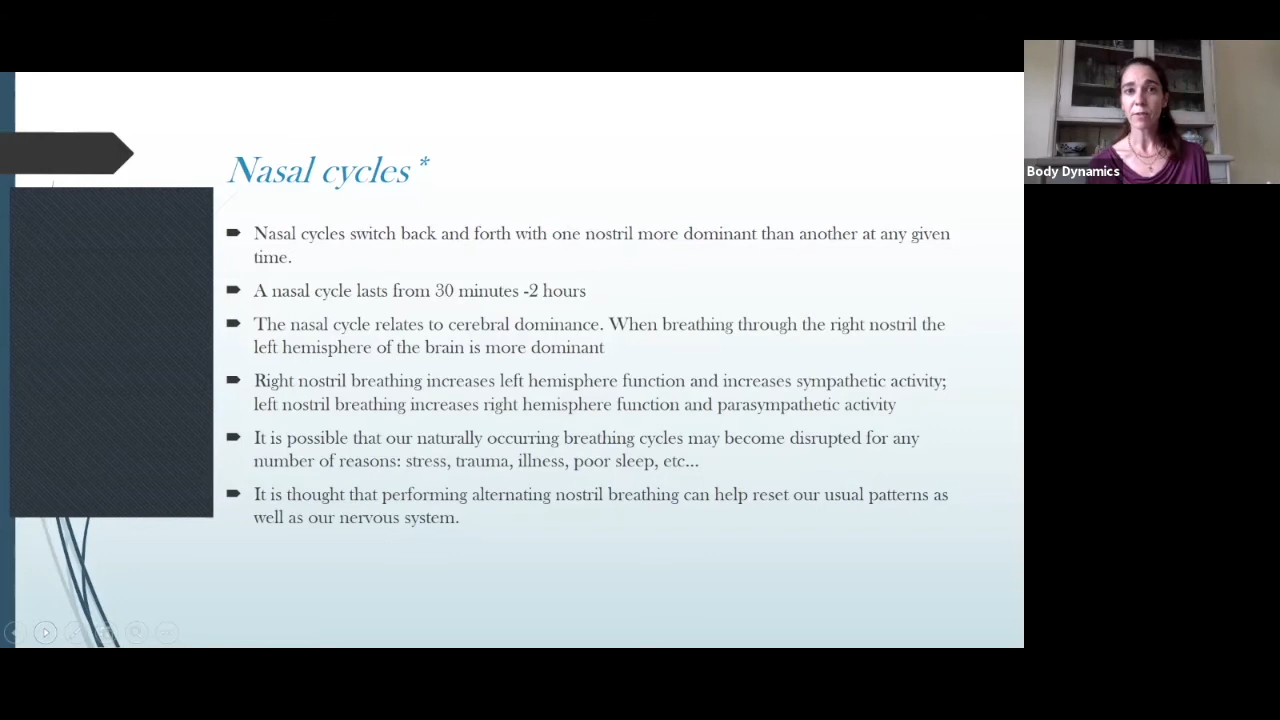 Nasal cycles*
Nasal cycles switch back and forth with one nostril more dominant than another at any given
time.
A nasal cycle lasts from 30 minutes -2 hours
The nasal cycle relates to cerebral dominance. When breathing through the right nostril the
left hemisphere of the brain is more dominant
Right nostril breathing increases left hemisphere function and increases sympathetic activity;
left nostril breathing increases right hemisphere function and parasympathetic activity
It is possible that our naturally occurring breathing cycles may become disrupted for any
number of reasons: stress, trauma, illness, poor sleep, etc...
It is thought that performing alternating nostril breathing can help reset our usual patterns as
well as our nervous system.
Body Dynamics